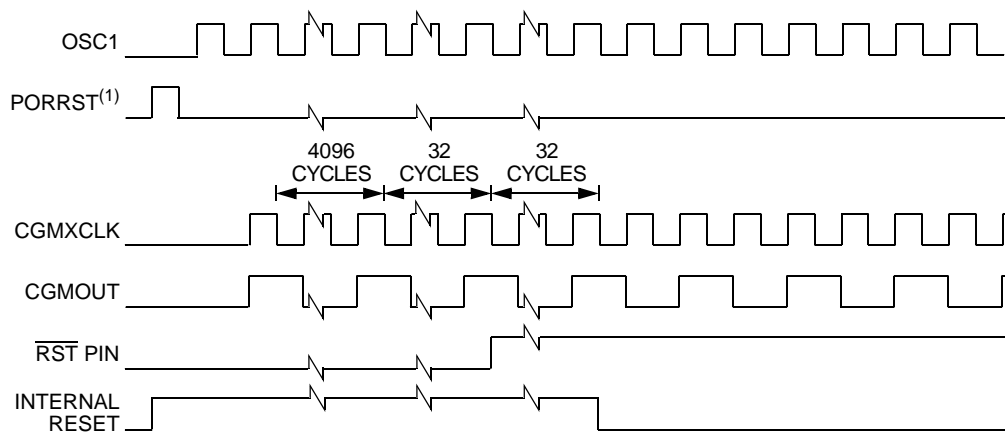 OSC1
PORRST(1)
4096
CYCLES
32
CYCLES
32
CYCLES
CGMXCLK
CGMOUT
RST PIN
INTERNAL
RESET